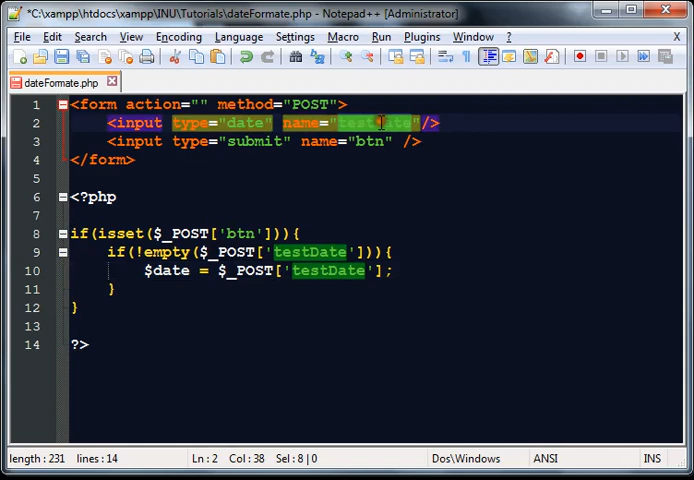 *C:\xampp\htdocs\xampp\INU\Tutorials\dateFormate.php - Notepad++ [Administrator]
File Edit Search View Encoding Language Settings Macro Run Plugins Window ? X
dateFormate.php
1 <form action="" method="POST">
2 <input type="date" name="testDate"/>
3 <input type="submit" name="btn" />
4 </form>
5
6 <?php
7
8 if(isset($_POST['btn'])){
9 if(!empty($_POST['testDate'])){
10 $date = $_POST['testDate'];
11 }
12 }
13
14 ?>
length : 231 lines : 14 Ln : 2 Col : 38 Sel : 8 | 0 Dos\Windows ANSI INS